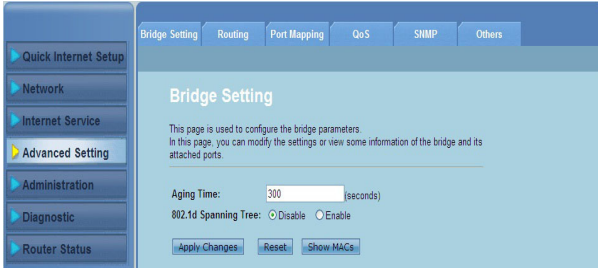 Bridge Setting Routing Port Mapping QoS SNMP Others
Quick Internet Setup
Network
Internet Service
Advanced Setting
Administration
Diagnostic
Router Status
Bridge Setting
This page is used to configure the bridge parameters.
In this page, you can modify the settings or view some information of the bridge and its
attached ports.
Aging Time: 300 (seconds)
802.1d Spanning Tree: Disable Enable
Apply Changes Reset Show MACs